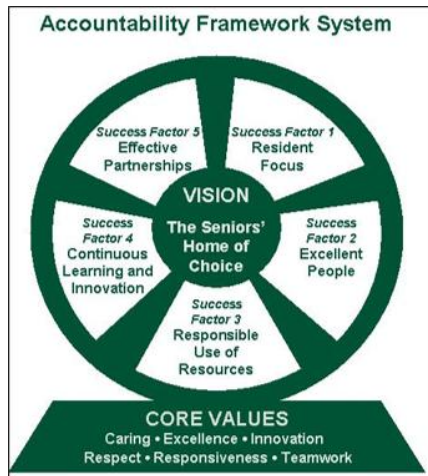 Accountability Framework System
Success Factor 5
Effective
Partnerships
Success Factor 1
Resident
Focus
VISION
The Seniors'
Home of
Choice
Success
Factor 4
Continuous
Learning and
Innovation
Success
Factor 2
Excellent
People
Success
Factor 3
Responsible
Use of
Resources
CORE VALUES
Caring • Excellence • Innovation
Respect • Responsiveness • Teamwork